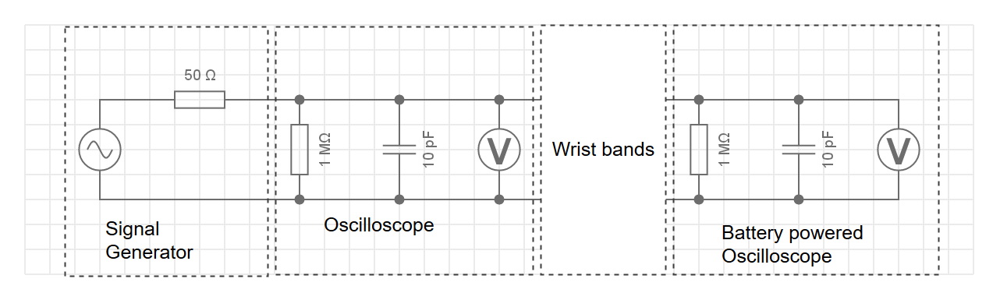 50 Ω
1 MΩ
10 pF
V
Wrist bands
1 MΩ
10 pF
V
Signal
Generator
Oscilloscope
Battery powered
Oscilloscope